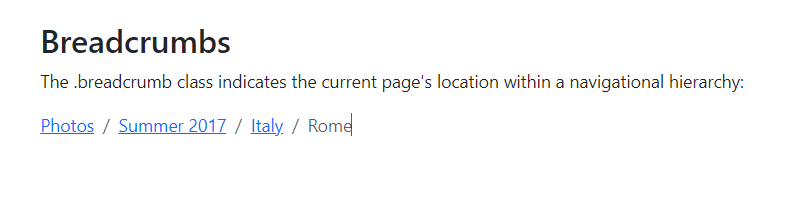 Breadcrumbs
The .breadcrumb class indicates the current page's location within a navigational hierarchy:
Photos / Summer 2017 / Italy / Rome